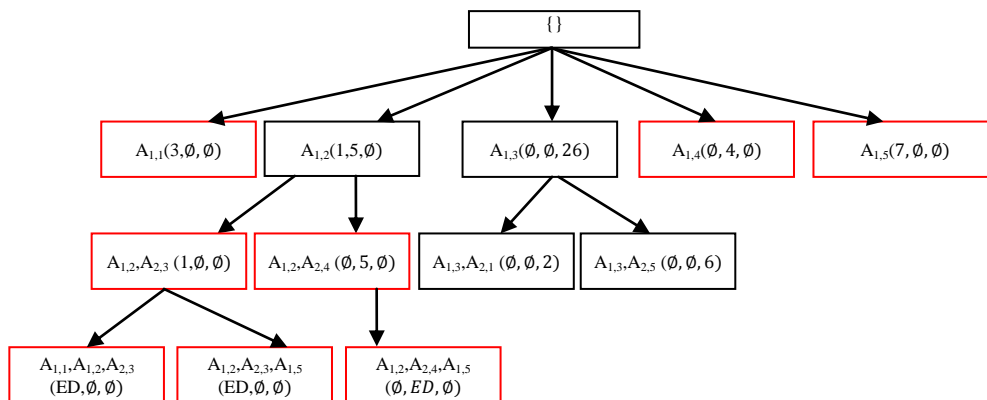 {}
A1,1(3,∅,∅)
A1,2(1,5,∅)
A1,3(∅, ∅, 26)
A1,4(∅, 4, ∅)
A1,5(7, ∅, ∅)
A1,2,A2,3 (1,∅, ∅)
A1,2,A2,4 (∅, 5, ∅)
A1,3,A2,1 (∅, ∅, 2)
A1,3,A2,5 (∅, ∅, 6)
A1,1,A1,2,A2,3
(ED,∅, ∅)
A1,2,A2,3,A1,5
(ED,∅, ∅)
A1,2,A2,4,A1,5
(∅, ED, ∅)